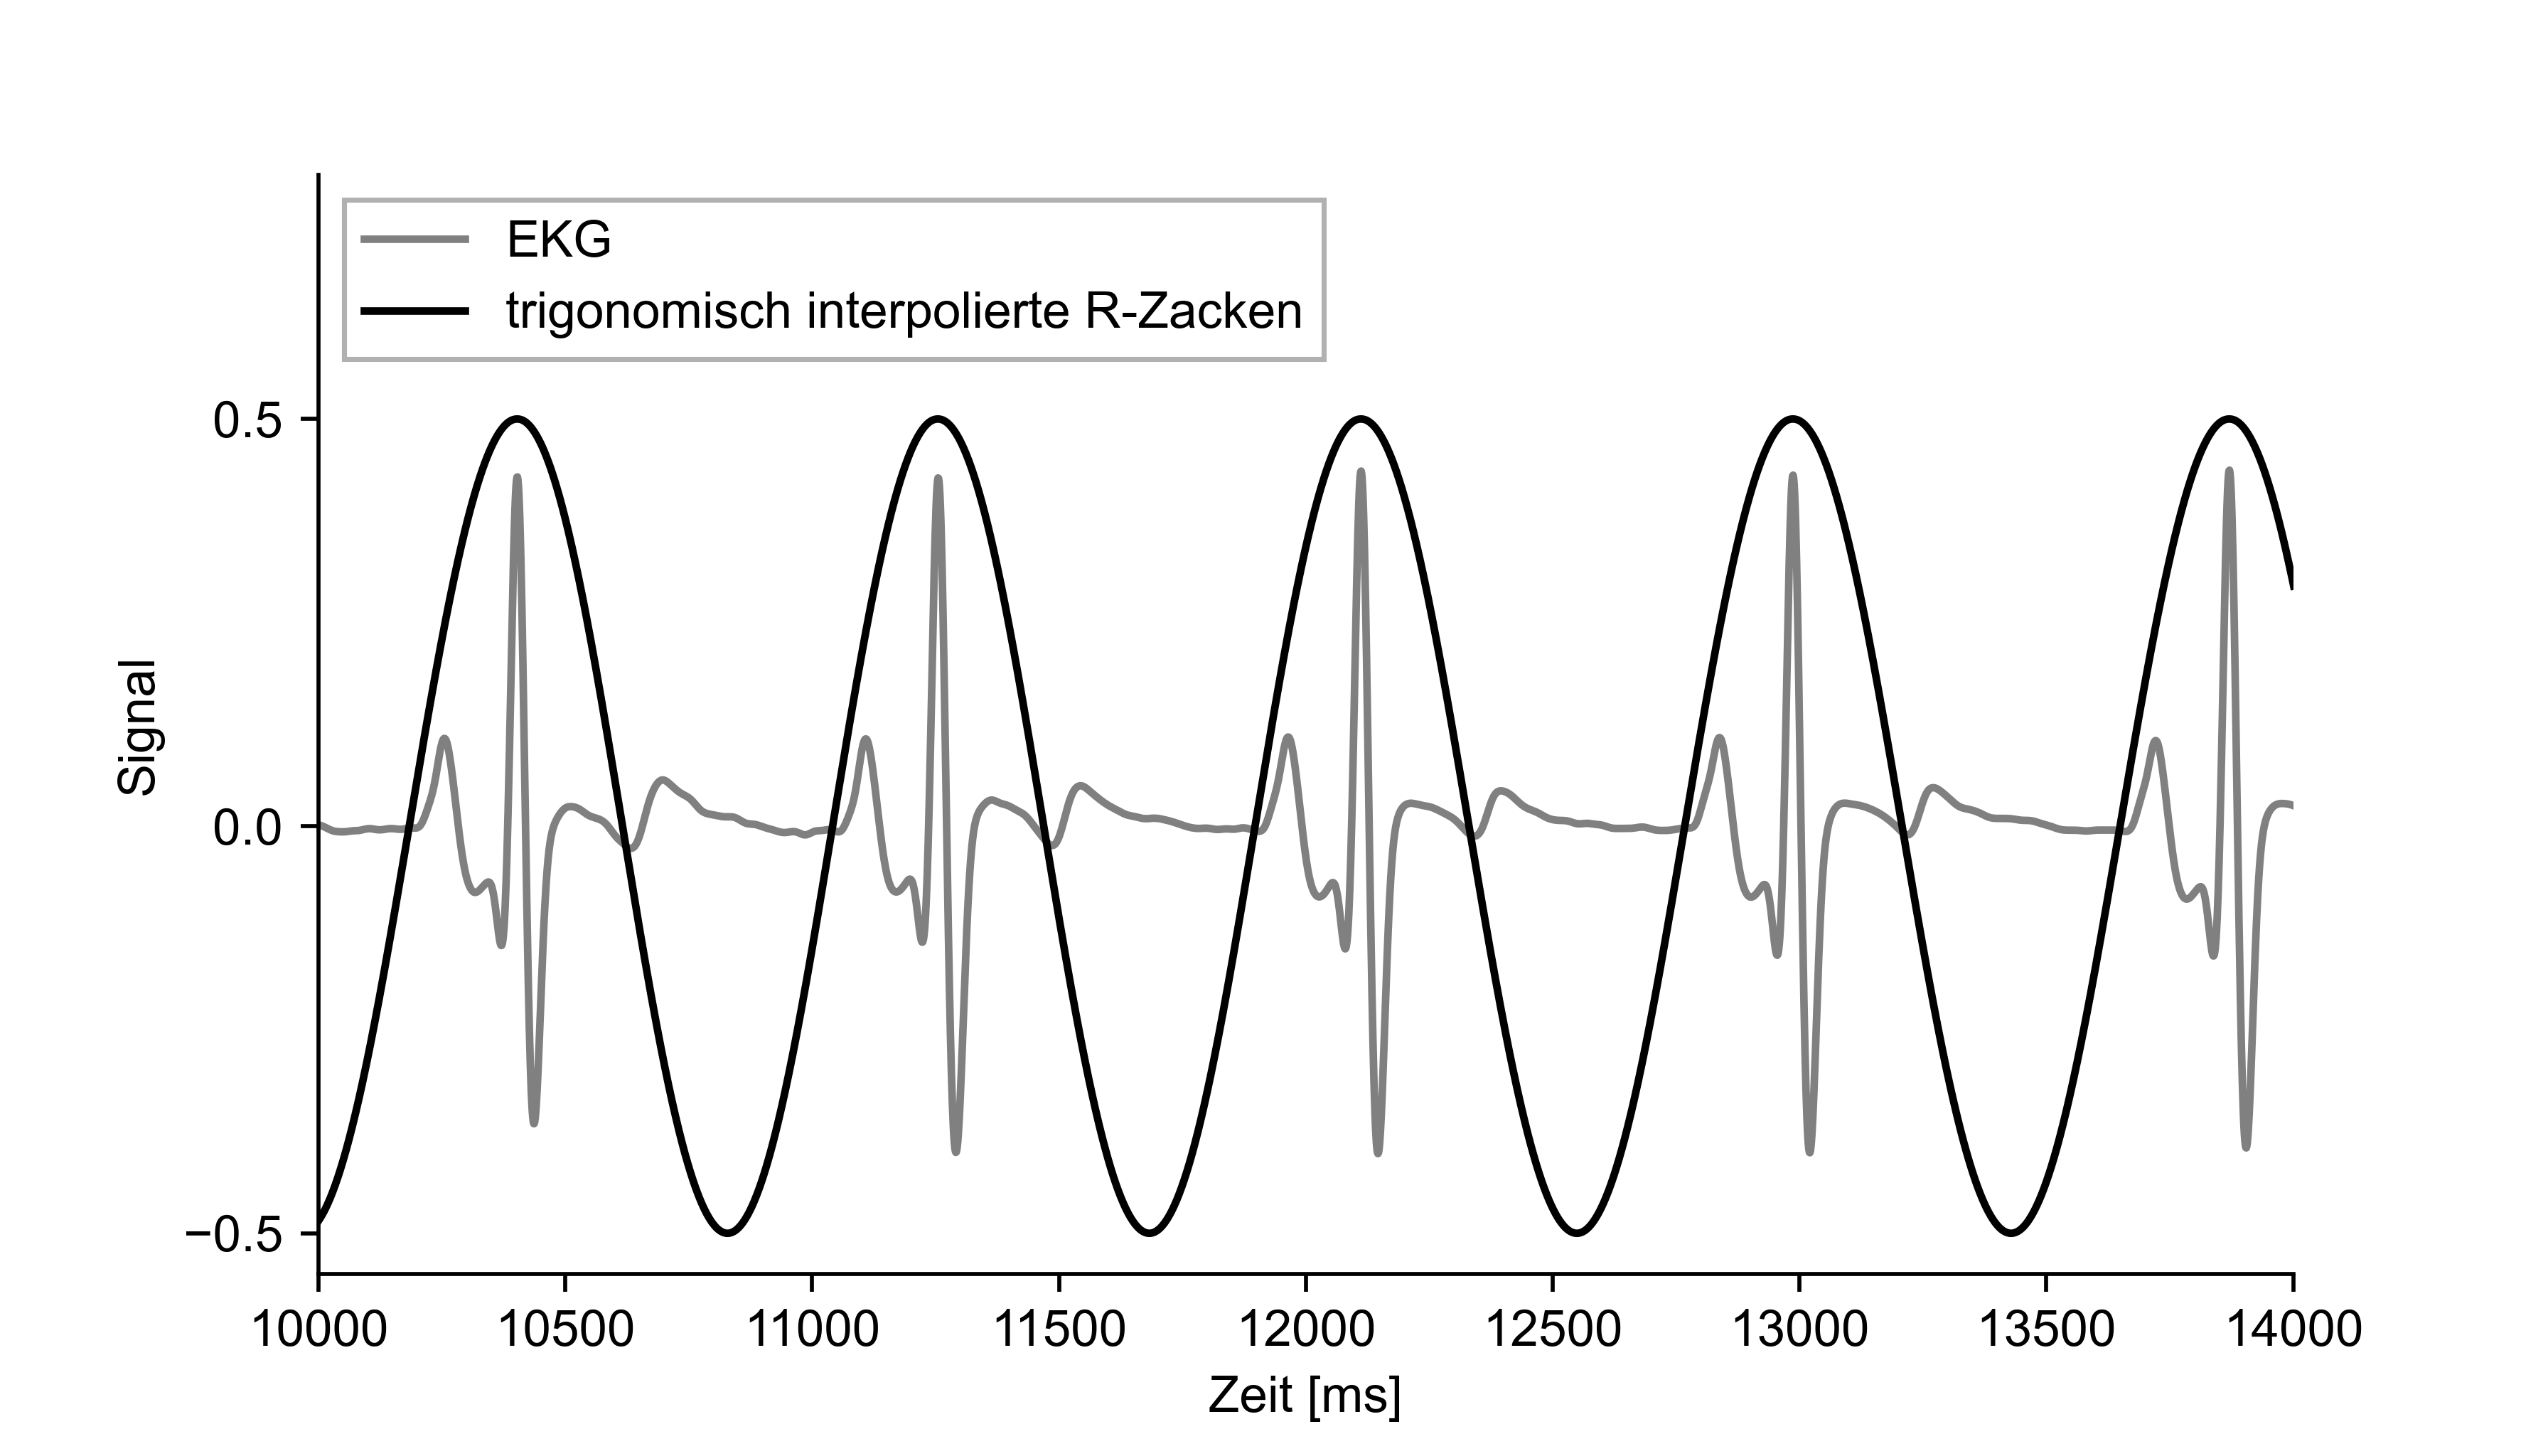 EKG
trigonomisch interpolierte R-Zacken
0.5
0.0
−0.5
Signal
10000 10500 11000 11500 12000 12500 13000 13500 14000
Zeit [ms]